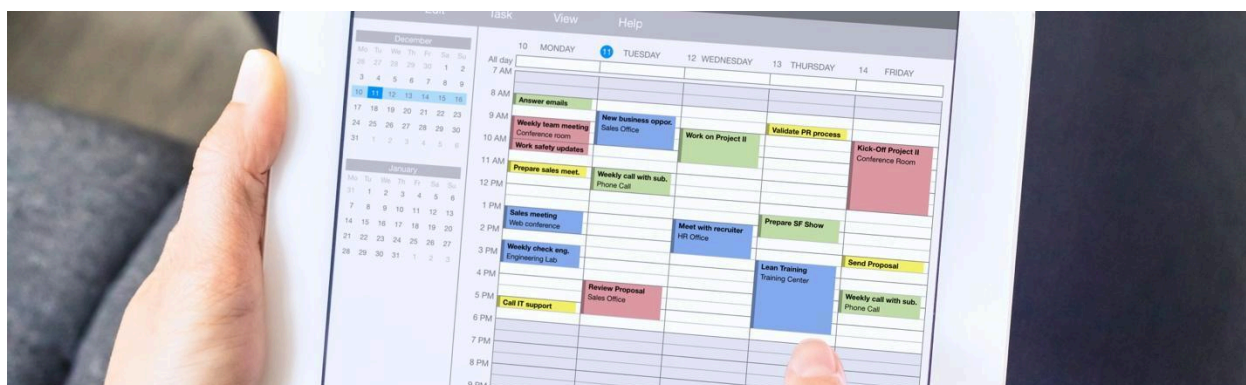 Edit Task View Help
December
Mo Tu We Th Fr Sa Su
26 27 28 29 30 1 2
3 4 5 6 7 8 9
10 11 12 13 14 15 16
17 18 19 20 21 22 23
24 25 26 27 28 29 30
31 1 2 3 4 5 6
January
Mo Tu We Th Fr Sa Su
31 1 2 3 4 5 6
7 8 9 10 11 12 13
14 15 16 17 18 19 20
21 22 23 24 25 26 27
28 29 30 31 1 2 3
10 MONDAY
11 TUESDAY
12 WEDNESDAY
13 THURSDAY
14 FRIDAY
All day
7 AM
8 AM
9 AM
10 AM
11 AM
12 PM
1 PM
2 PM
3 PM
4 PM
5 PM
6 PM
7 PM
8 PM
9 PM
Answer emails
Weekly team meeting
Conference room
Work safety updates
Prepare sales meet.
Sales meeting
Web conference
Weekly check eng.
Engineering Lab
Call IT support
New business oppor.
Sales Office
Weekly call with sub.
Phone Call
Review Proposal
Sales Office
Work on Project II
Meet with recruiter
HR Office
Validate PR process
Prepare SF Show
Lean Training
Training Center
Kick-Off Project II
Conference Room
Send Proposal
Weekly call with sub.
Phone Call